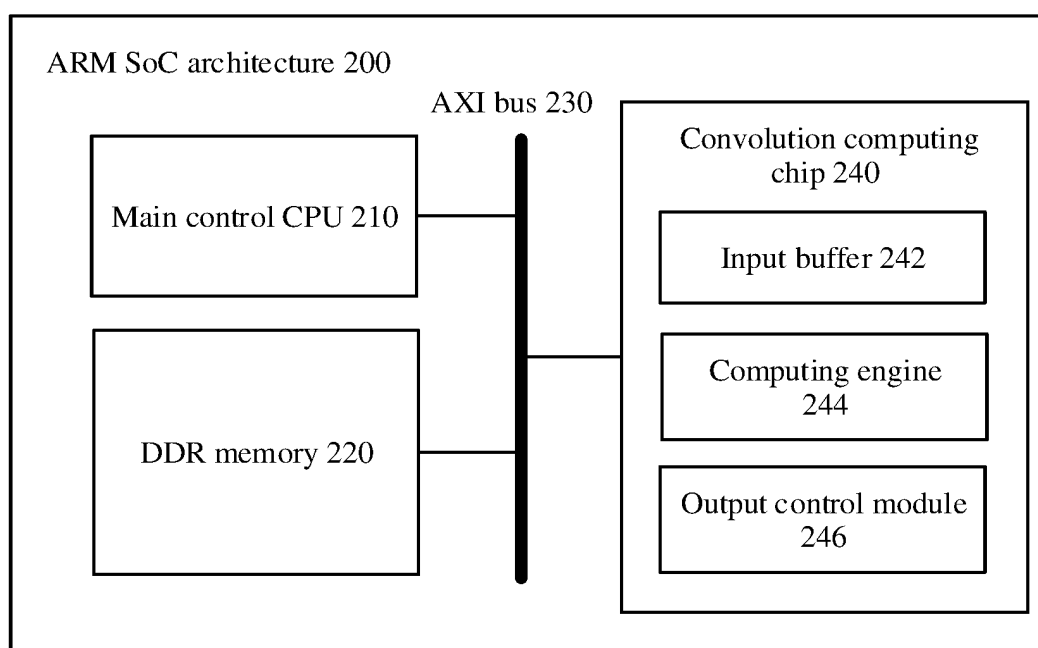 ARM SoC architecture 200
AXI bus 230
Main control CPU 210
DDR memory 220
Convolution computing
chip 240
Input buffer 242
Computing engine
244
Output control module
246